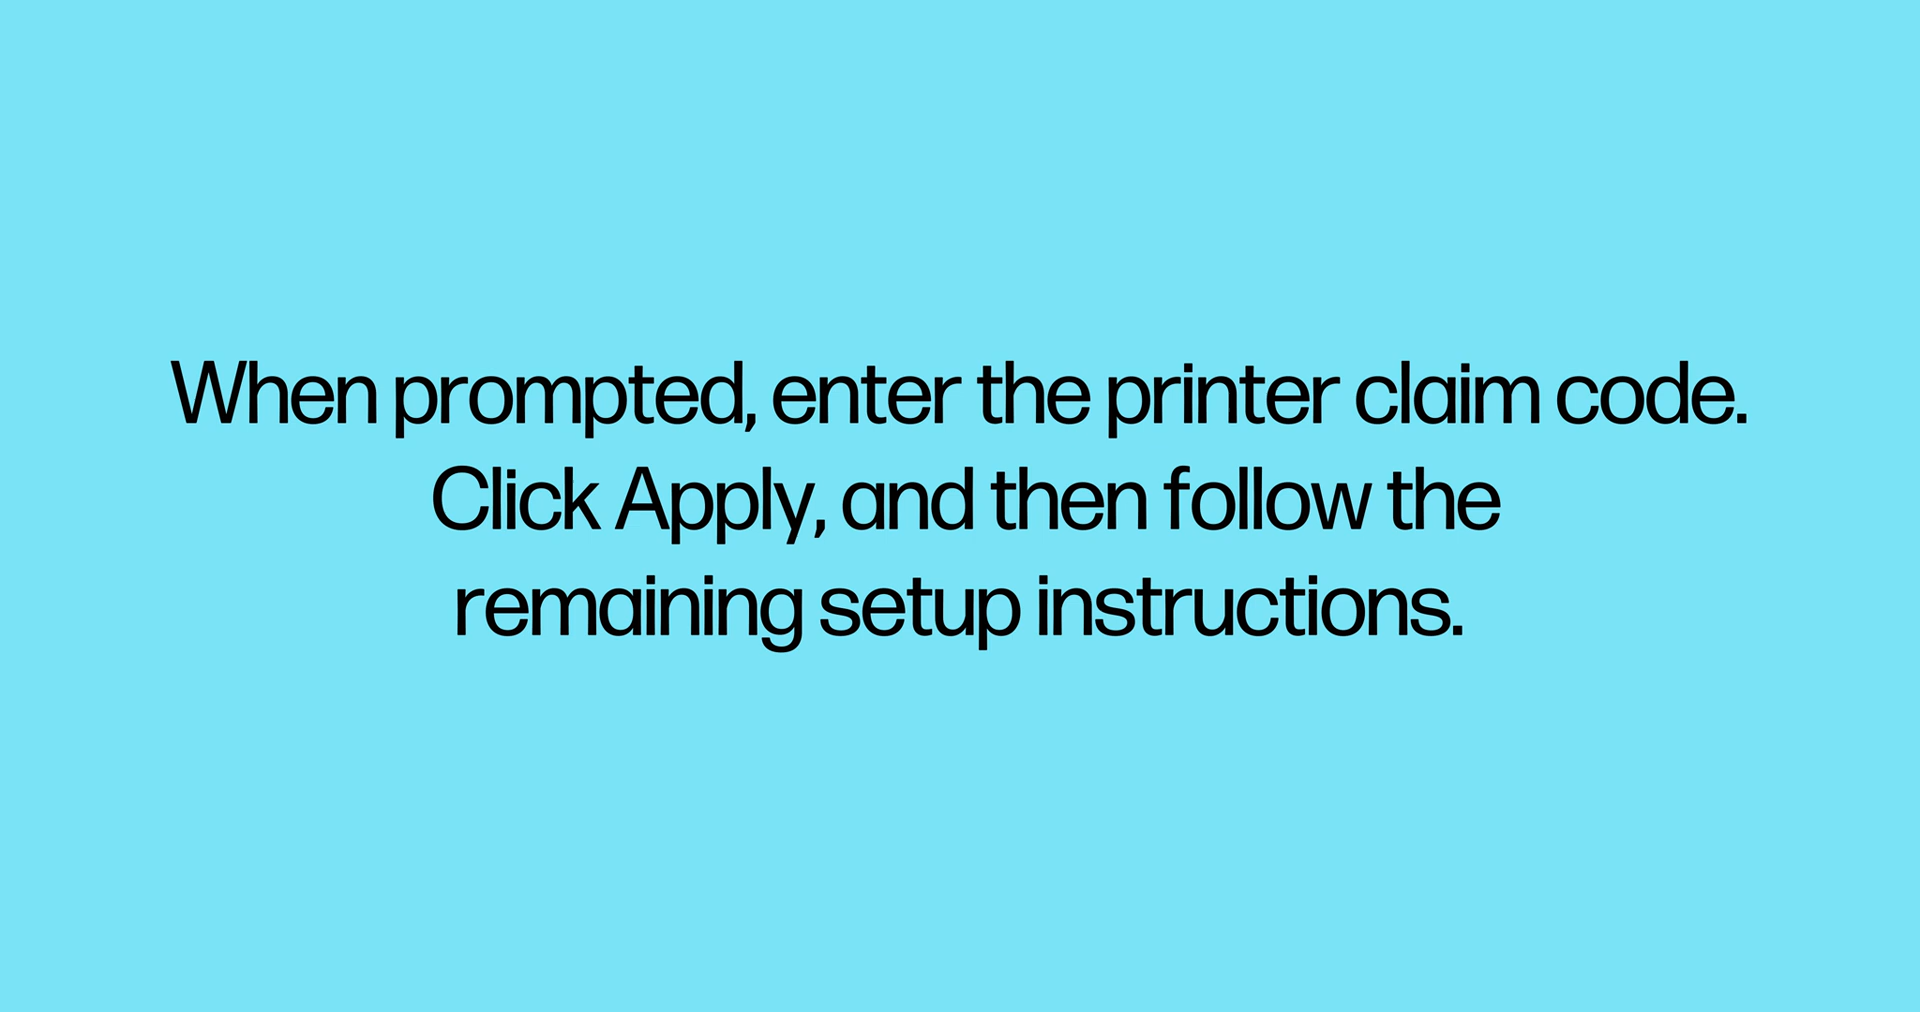 When prompted, enter the printer claim code.
Click Apply, and then follow the
remaining setup instructions.